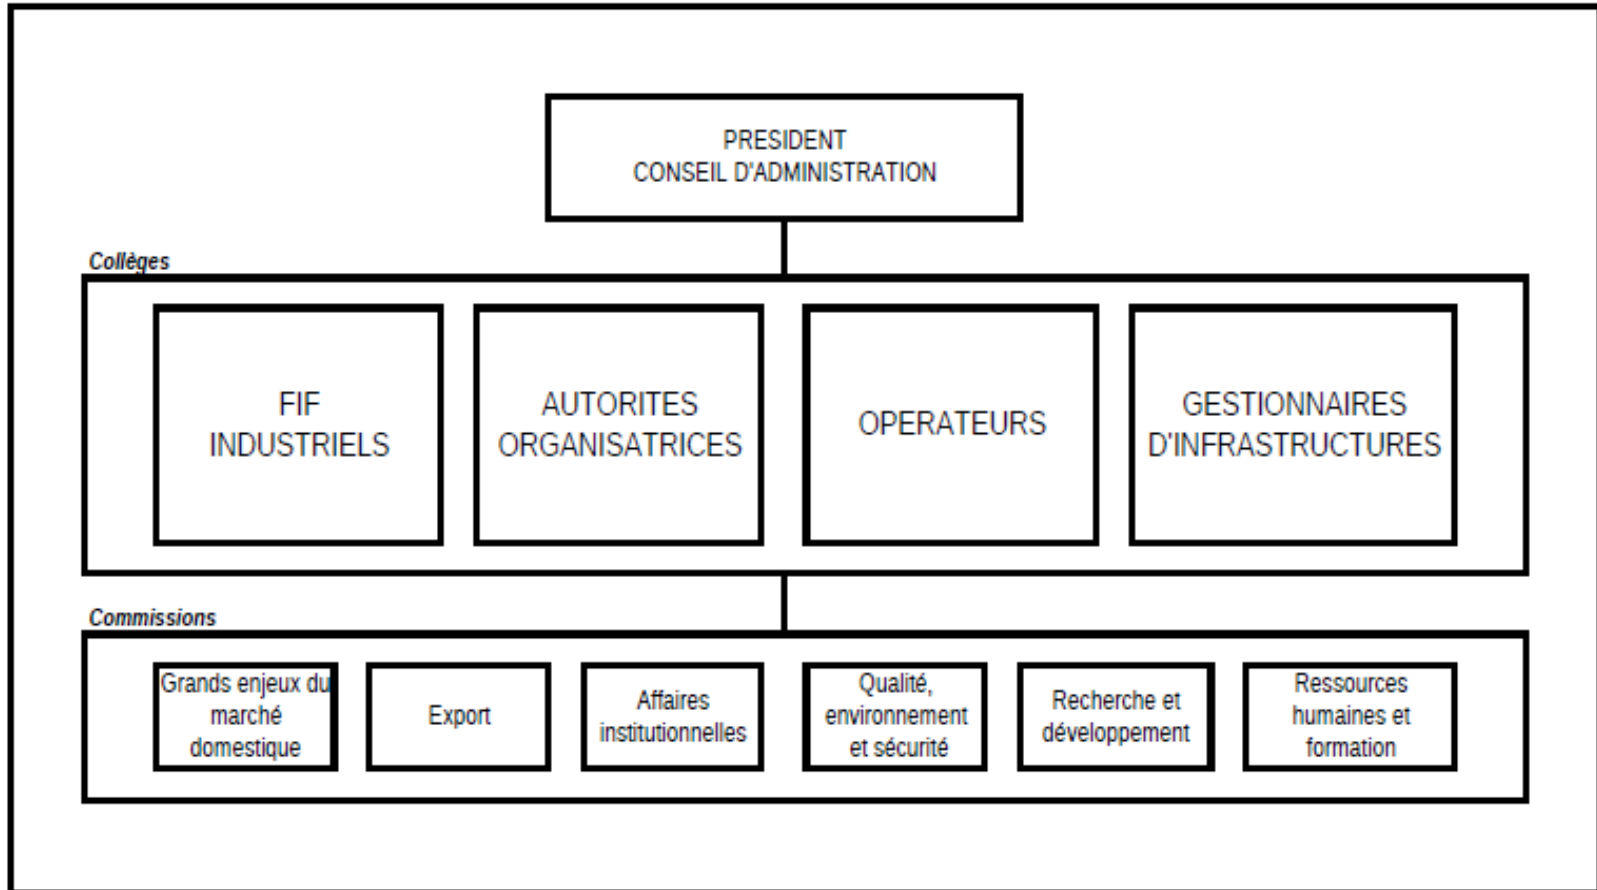 PRESIDENT
CONSEIL D'ADMINISTRATION
Collèges
FIF
INDUSTRIELS
AUTORITES
ORGANISATRICES
OPERATEURS
GESTIONNAIRES
D'INFRASTRUCTURES
Commissions
Grands enjeux du
marché
domestique
Export
Affaires
institutionnelles
Qualité,
environnement
et sécurité
Recherche et
développement
Ressources
humaines et
formation